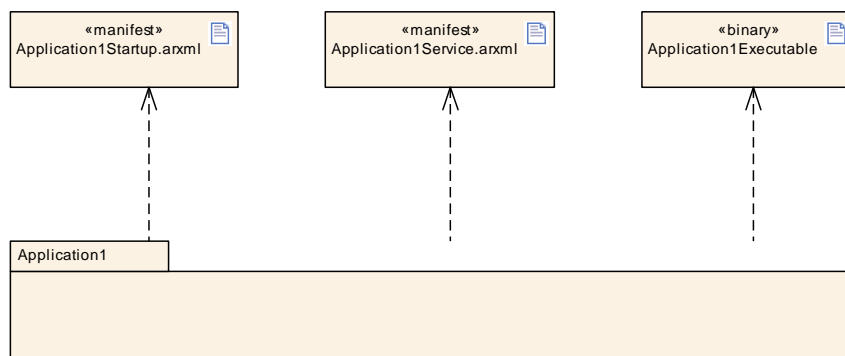 «manifest»
Application1Startup.arxml
«manifest»
Application1Service.arxml
«binary»
Application1Executable
Application1